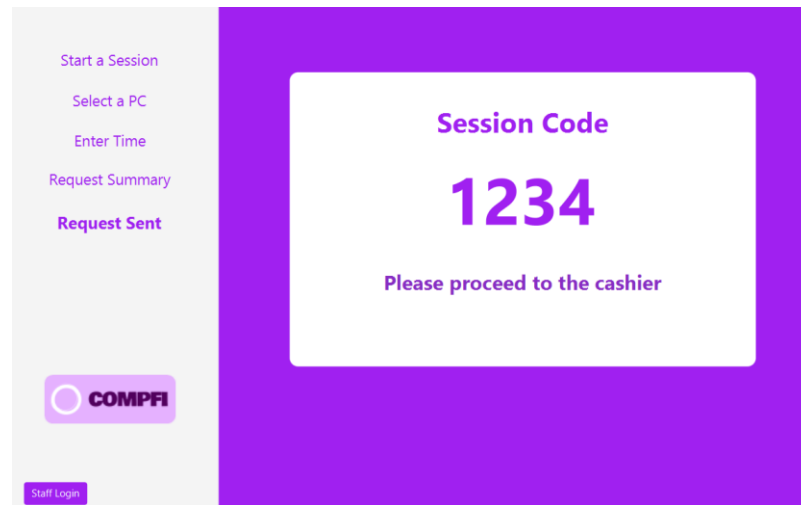 Start a Session
Select a PC
Enter Time
Request Summary
Request Sent
COMPFI
Staff Login
Session Code
1234
Please proceed to the cashier